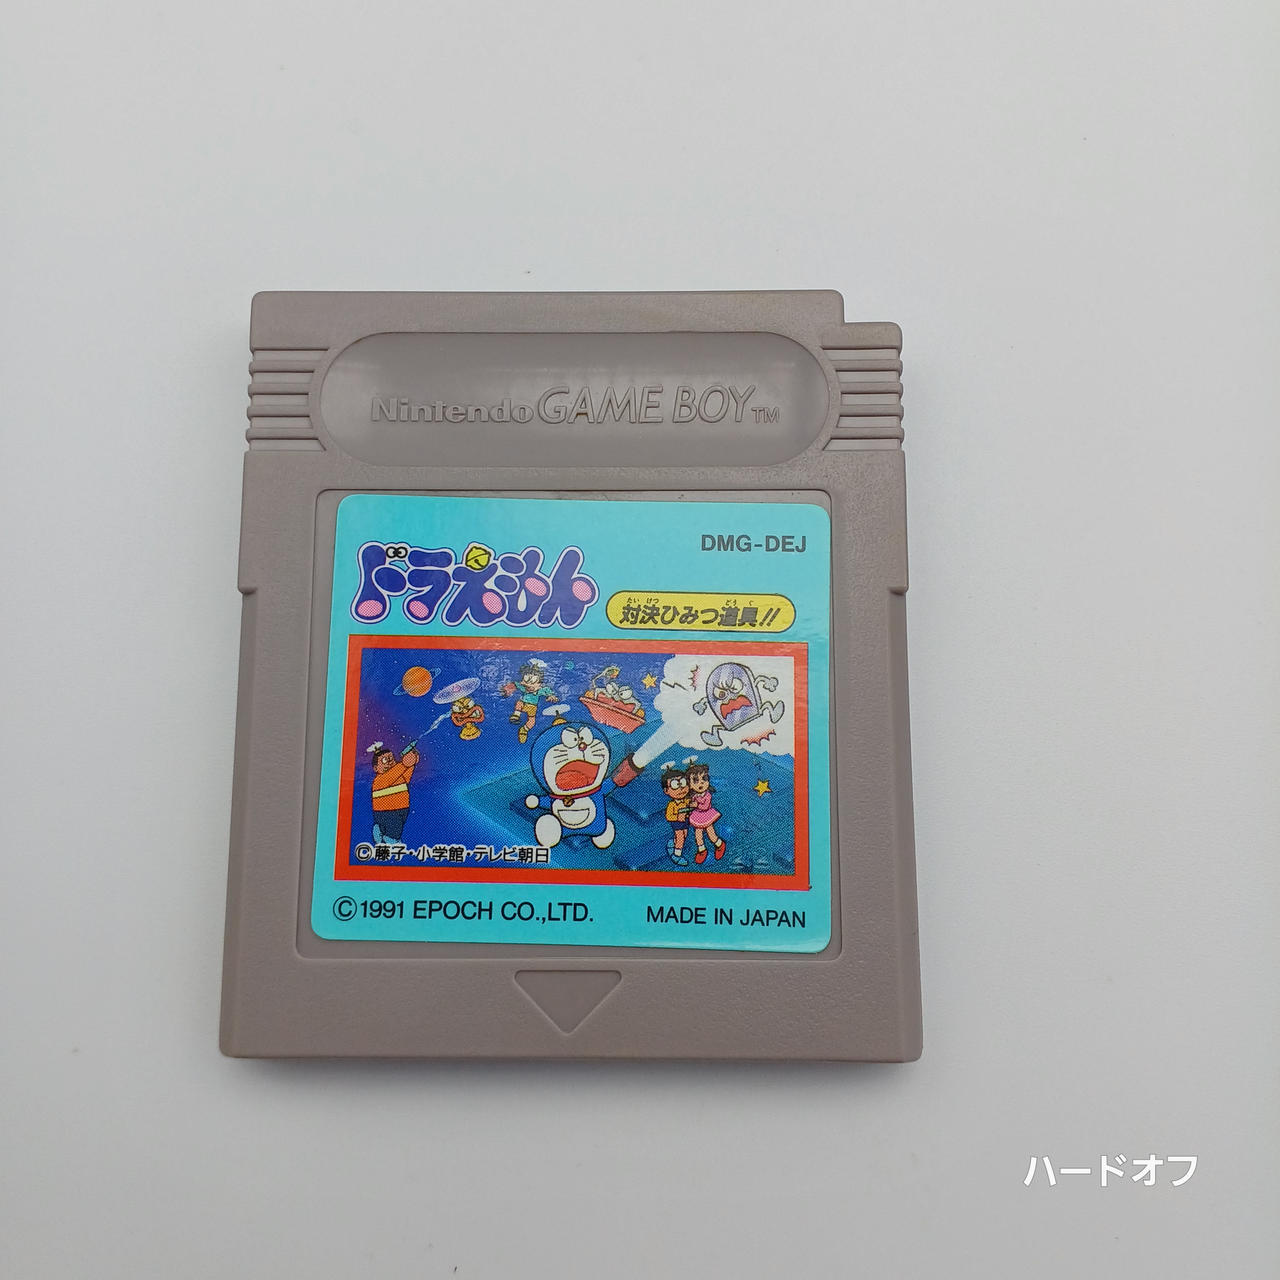 Nintendo GAME BOY TM
DMG-DEJ
ドラえもん
たいけつ どうぐ
対決ひみつ道具!!
©藤子・小学館・テレビ朝日
©1991 EPOCH CO.,LTD. MADE IN JAPAN
ハードオフ